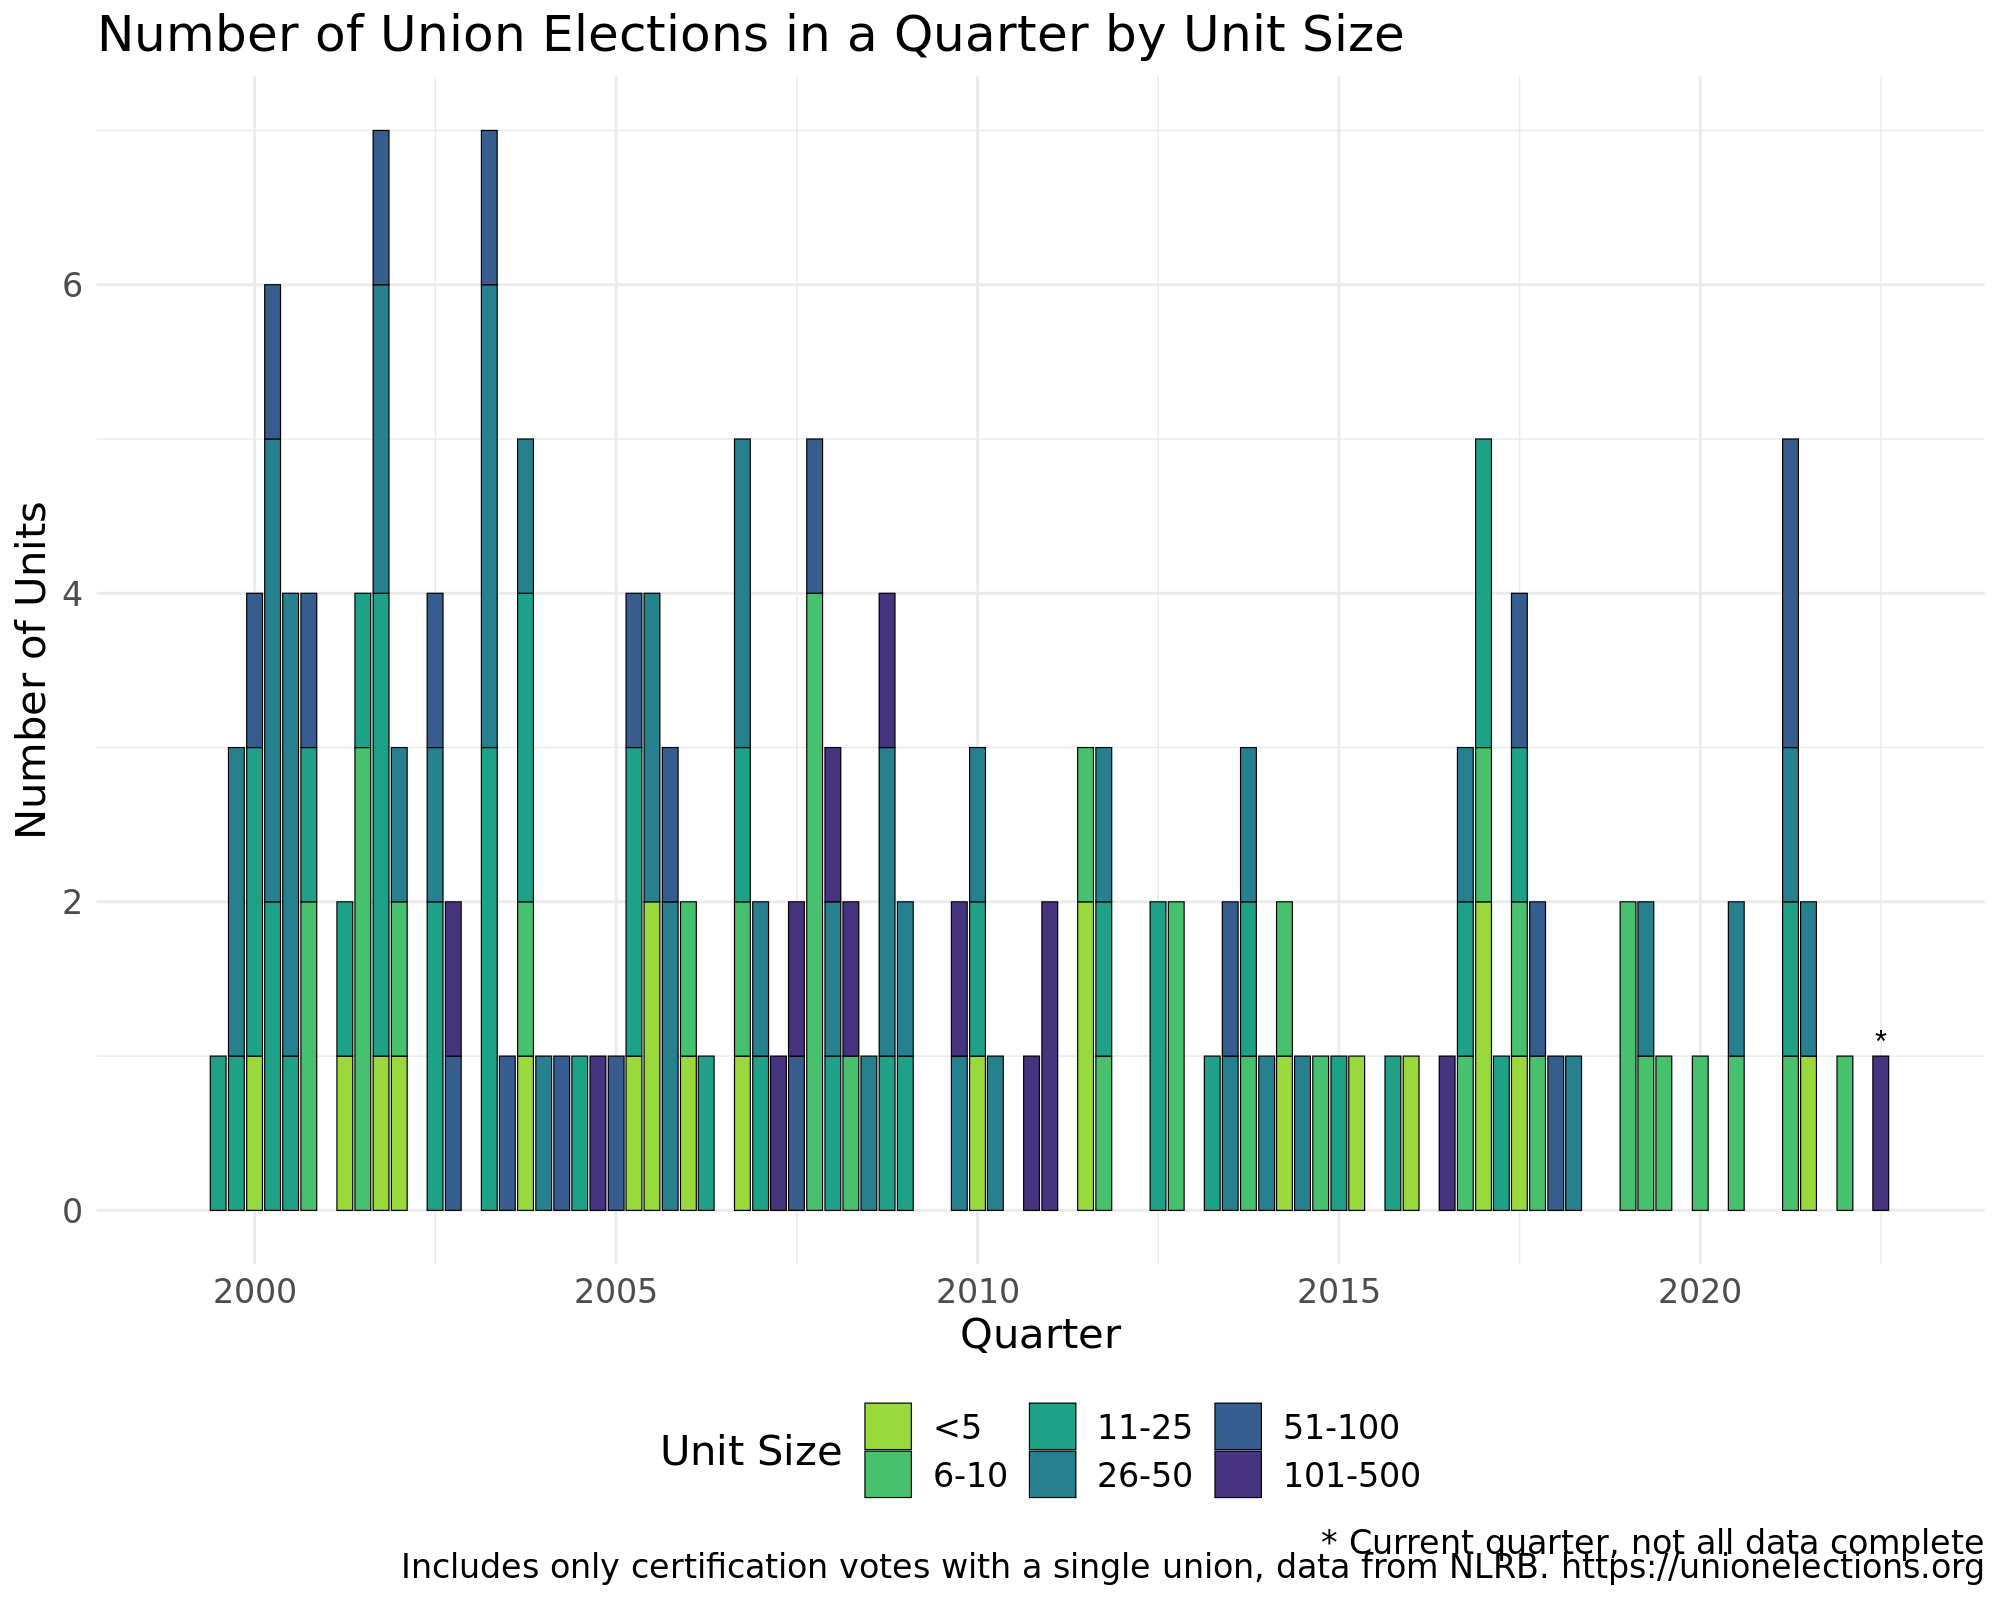 Number of Union Elections in a Quarter by Unit Size
Number of Units
6
4
2
0
*
2000 2005 2010 2015 2020
Quarter
Unit Size
<5 11-25 51-100
6-10 26-50 101-500
* Current quarter, not all data complete
Includes only certification votes with a single union, data from NLRB. https://unionelections.org